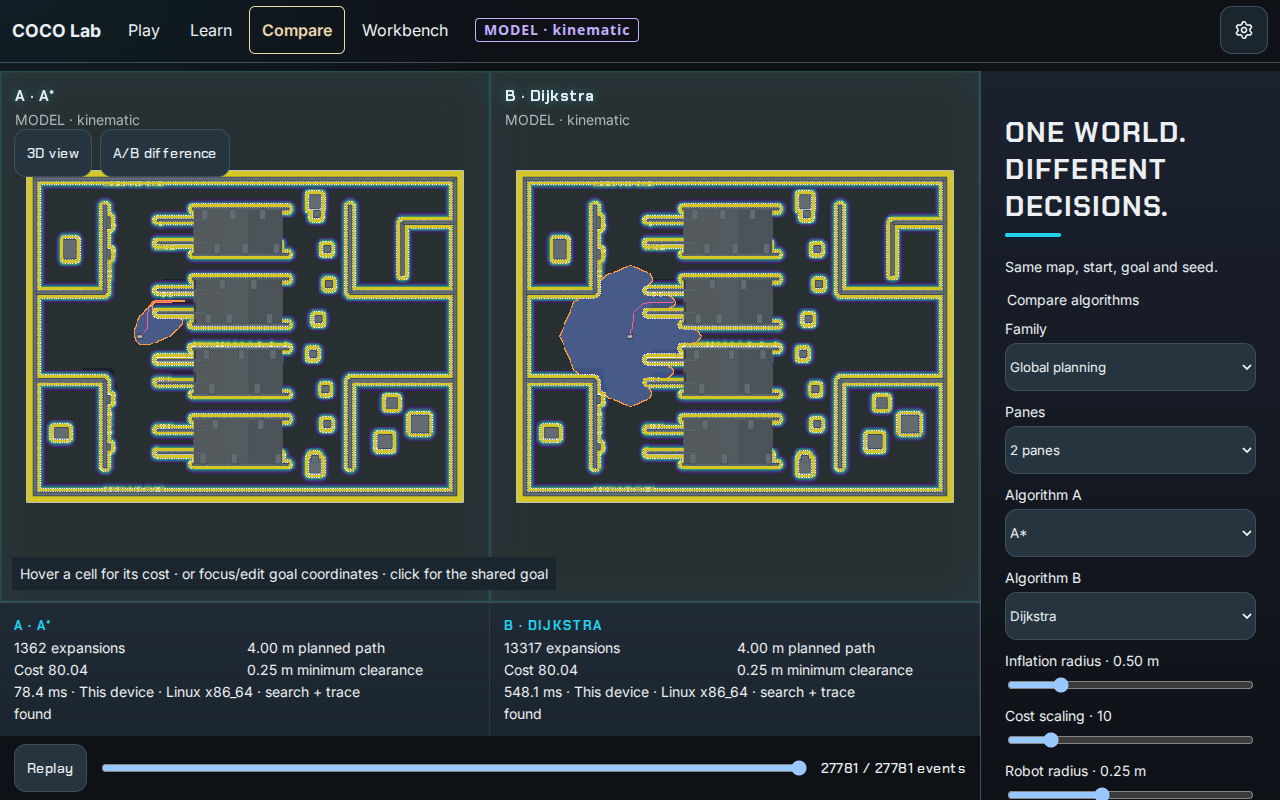 COCO Lab Play Learn Compare Workbench MODEL · kinematic
A · A*
MODEL · kinematic
3D view A/B difference
B · Dijkstra
MODEL · kinematic
Hover a cell for its cost · or focus/edit goal coordinates · click for the shared goal
A · A*
1362 expansions 4.00 m planned path
Cost 80.04 0.25 m minimum clearance
78.4 ms · This device · Linux x86_64 · search + trace
found
B · DIJKSTRA
13317 expansions 4.00 m planned path
Cost 80.04 0.25 m minimum clearance
548.1 ms · This device · Linux x86_64 · search + trace
found
Replay 27781 / 27781 events
ONE WORLD.
DIFFERENT
DECISIONS.
Same map, start, goal and seed.
Compare algorithms
Family
Global planning
Panes
2 panes
Algorithm A
A*
Algorithm B
Dijkstra
Inflation radius · 0.50 m
Cost scaling · 10
Robot radius · 0.25 m